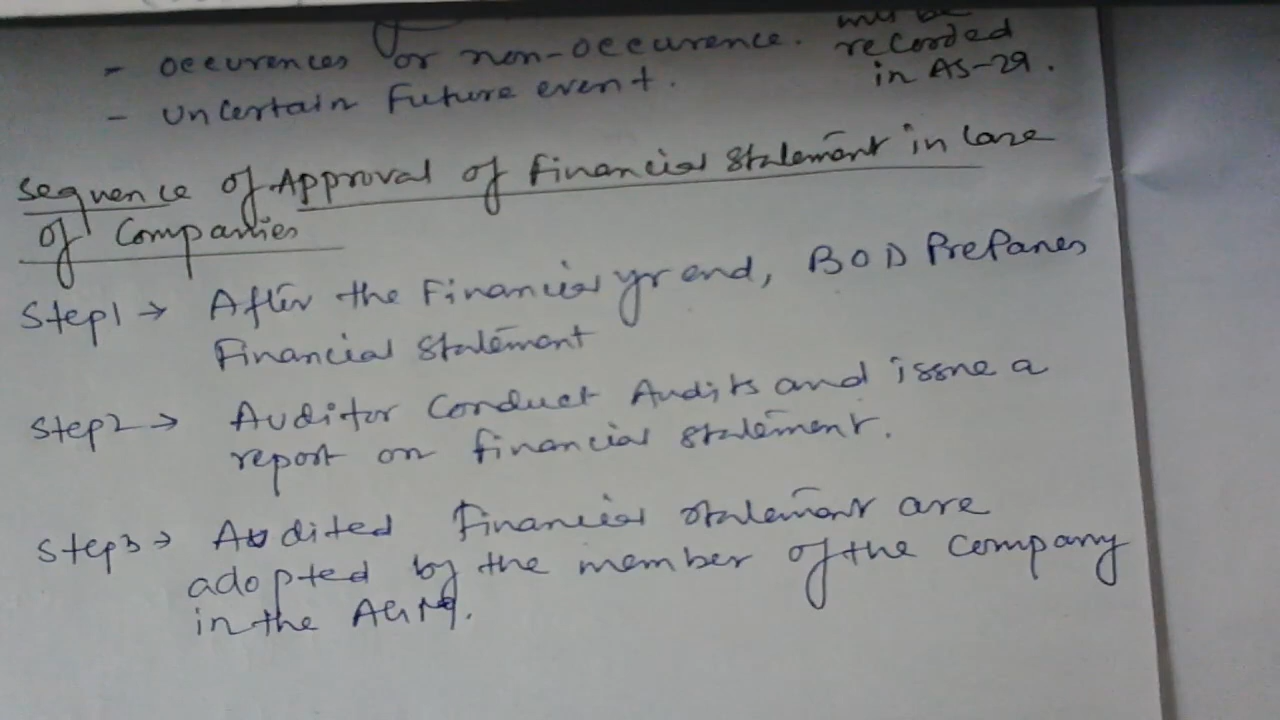 - occurences or non-occurence.
must be
recorded
in AS-29.
- Uncertain Future event.
Sequence of Approval of Financial Statement in Case
of Companies
Step1 → After the Financial yr end, BOD Prepares
Financial Statement
Step2 → Auditor Conduct Audits and issue a
report on financial statement.
Step3 → Audited Financial statement are
adopted by the member of the company
in the AGM.